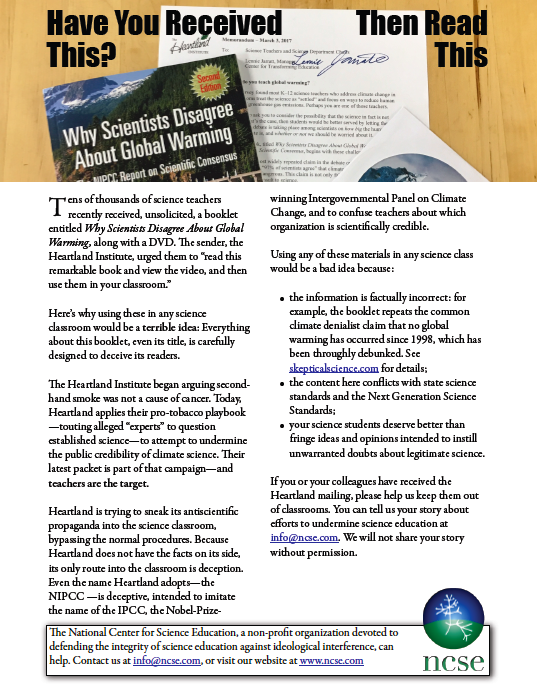 Have You Received
This?
Then Read
This
Heartland
Memorandum – March 3, 2017
To: Science Teachers and Science Department Chairs
Center for Transforming Education
you teach global warming?
Second
Edition
Why Scientists Disagree
About Global Warming
NIPCC Report on Scientific Consensus
Tens of thousands of science teachers
recently received, unsolicited, a booklet
entitled Why Scientists Disagree About Global
Warming, along with a DVD. The sender, the
Heartland Institute, urged them to “read this
remarkable book and view the video, and then
use them in your classroom.”
Here’s why using these in any science
classroom would be a terrible idea: Everything
about this booklet, even its title, is carefully
designed to deceive its readers.
The Heartland Institute began arguing second-
hand smoke was not a cause of cancer. Today,
Heartland applies their pro-tobacco playbook
—touting alleged “experts” to question
established science—to attempt to undermine
the public credibility of climate science. Their
latest packet is part of that campaign—and
teachers are the target.
Heartland is trying to sneak its antiscientific
propaganda into the science classroom,
bypassing the normal procedures. Because
Heartland does not have the facts on its side,
its only route into the classroom is deception.
Even the name Heartland adopts—the
NIPCC —is deceptive, intended to imitate
the name of the IPCC, the Nobel-Prize-
winning Intergovernmental Panel on Climate
Change, and to confuse teachers about which
organization is scientifically credible.
Using any of these materials in any science class
would be a bad idea because:
• the information is factually incorrect: for
example, the booklet repeats the common
climate denialist claim that no global
warming has occurred since 1998, which has
been throughly debunked. See
skepticalscience.com for details;
• the content here conflicts with state science
standards and the Next Generation Science
Standards;
• your science students deserve better than
fringe ideas and opinions intended to instill
unwarranted doubts about legitimate science.
If you or your colleagues have received the
Heartland mailing, please help us keep them out
of classrooms. You can tell us your story about
efforts to undermine science education at
info@ncse.com. We will not share your story
without permission.
The National Center for Science Education, a non-profit organization devoted to
defending the integrity of science education against ideological interference, can
help. Contact us at info@ncse.com, or visit our website at www.ncse.com
ncse